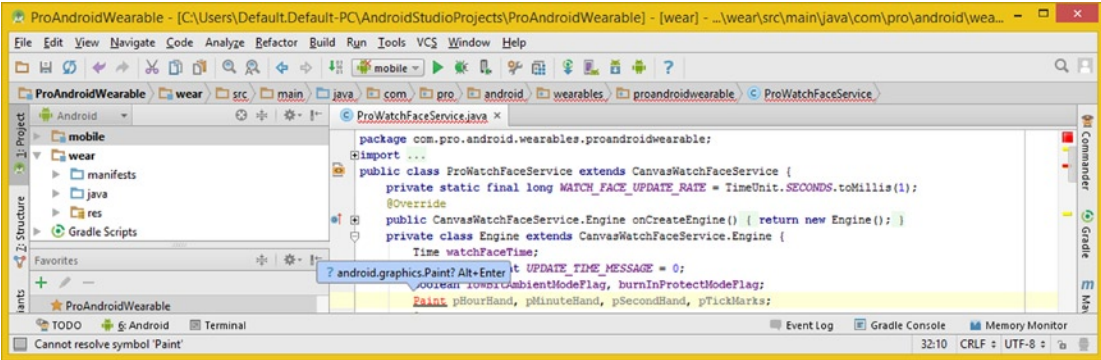 ProAndroidWearable - [C:\Users\Default.Default-PC\AndroidStudioProjects\ProAndroidWearable] - [wear] - ...\wear\src\main\java\com\pro\android\wea...
File Edit View Navigate Code Analyze Refactor Build Run Tools VCS Window Help
mobile
ProAndroidWearable wear src main java com pro android wearables proandroidwearable ProWatchFaceService
1: Project
7: Structure
Android
mobile
wear
manifests
java
res
Gradle Scripts
Favorites
ProAndroidWearable
ProWatchFaceService.java
package com.pro.android.wearables.proandroidwearable;
import ...
public class ProWatchFaceService extends CanvasWatchFaceService {
private static final long WATCH_FACE_UPDATE_RATE = TimeUnit.SECONDS.toMillis(1);
@Override
public CanvasWatchFaceService.Engine onCreateEngine() { return new Engine(); }
private class Engine extends CanvasWatchFaceService.Engine {
Time watchFaceTime;
? android.graphics.Paint? Alt+Enter
UPDATE_TIME_MESSAGE = 0;
burnInProtectModeFlag;
Paint pHourHand, pMinuteHand, pSecondHand, pTickMarks;
Commander
Gradle
TODO 6: Android Terminal Event Log Gradle Console Memory Monitor
Cannot resolve symbol 'Paint' 32:10 CRLF UTF-8